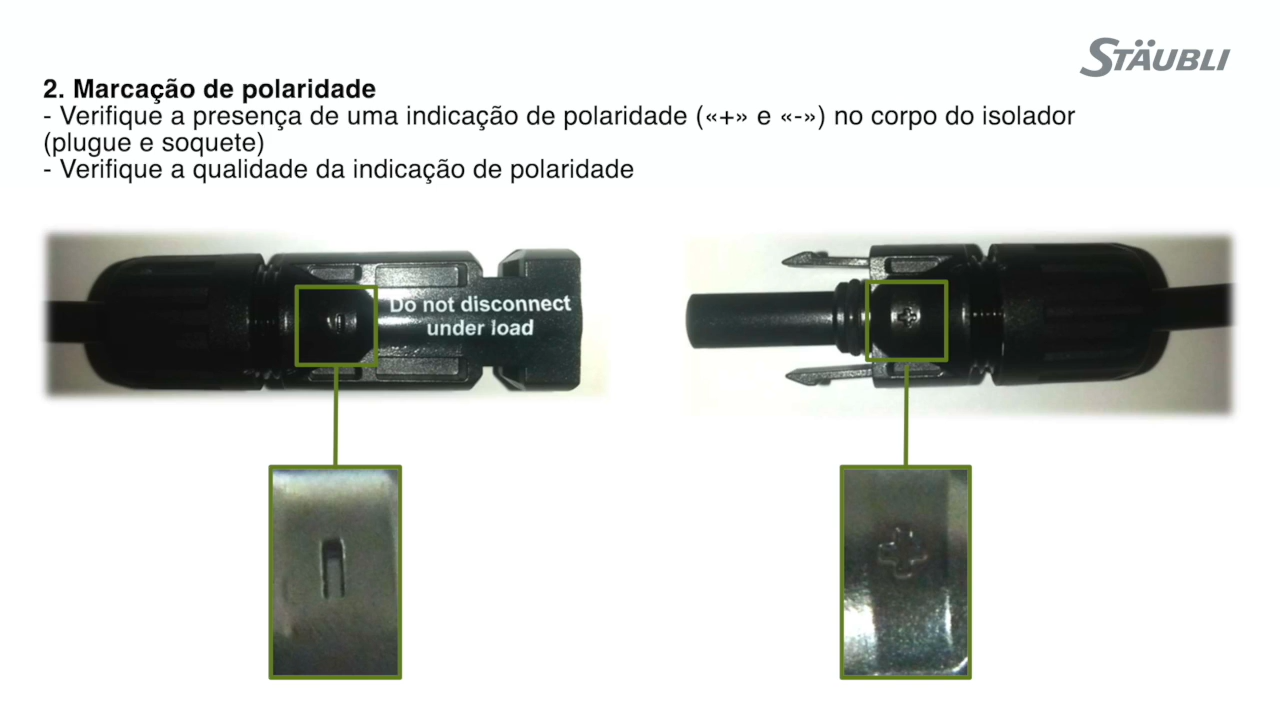 STÄUBLI
2. Marcação de polaridade
- Verifique a presença de uma indicação de polaridade («+» e «-») no corpo do isolador
(plugue e soquete)
- Verifique a qualidade da indicação de polaridade
Do not disconnect
under load